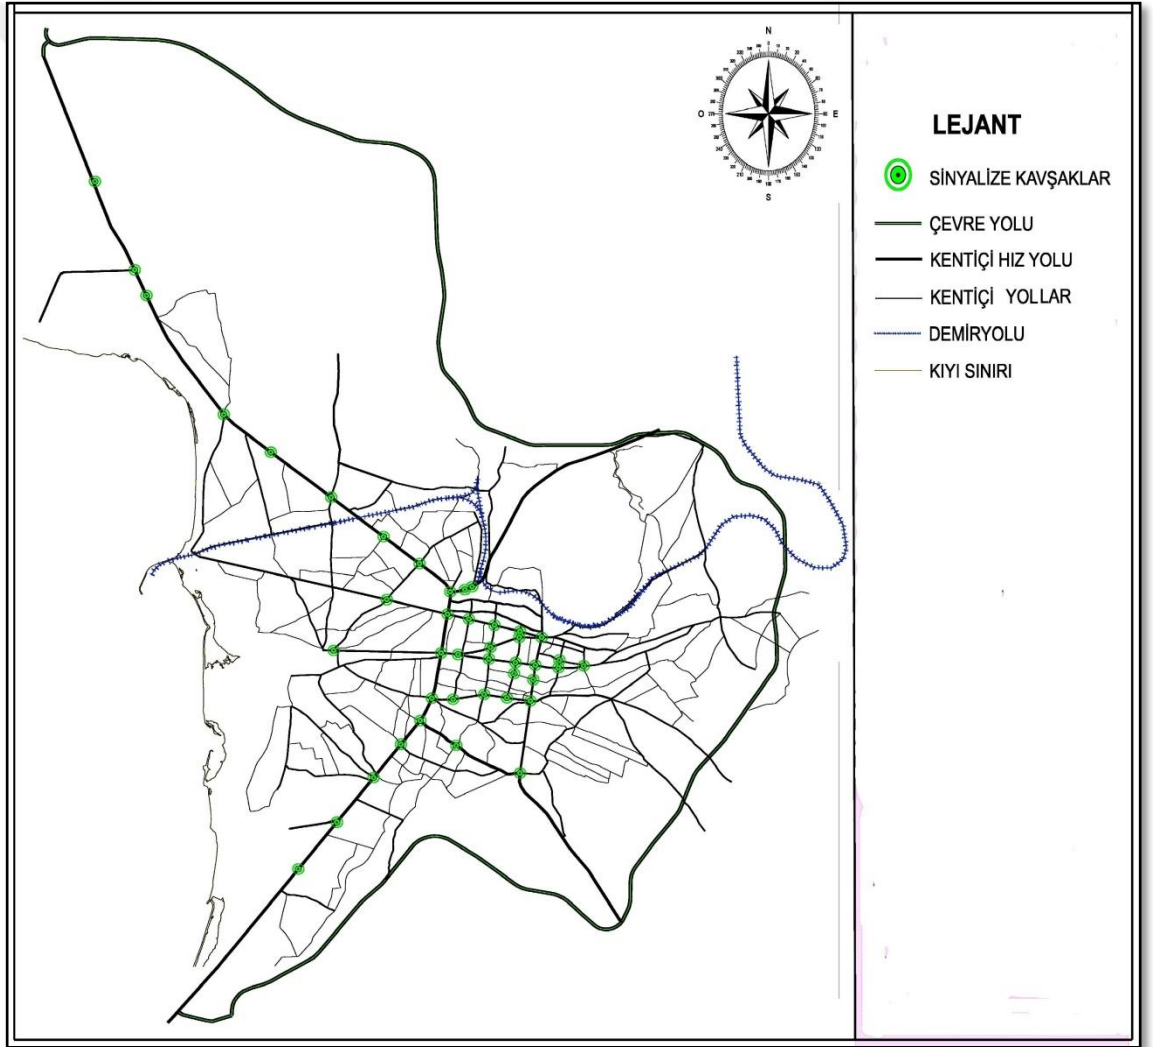 N
O
E
S
LEJANT
SİNYALİZE KAVŞAKLAR
ÇEVRE YOLU
KENTİÇİ HIZ YOLU
KENTİÇİ YOLLAR
DEMİRYOLU
KIYI SINIRI